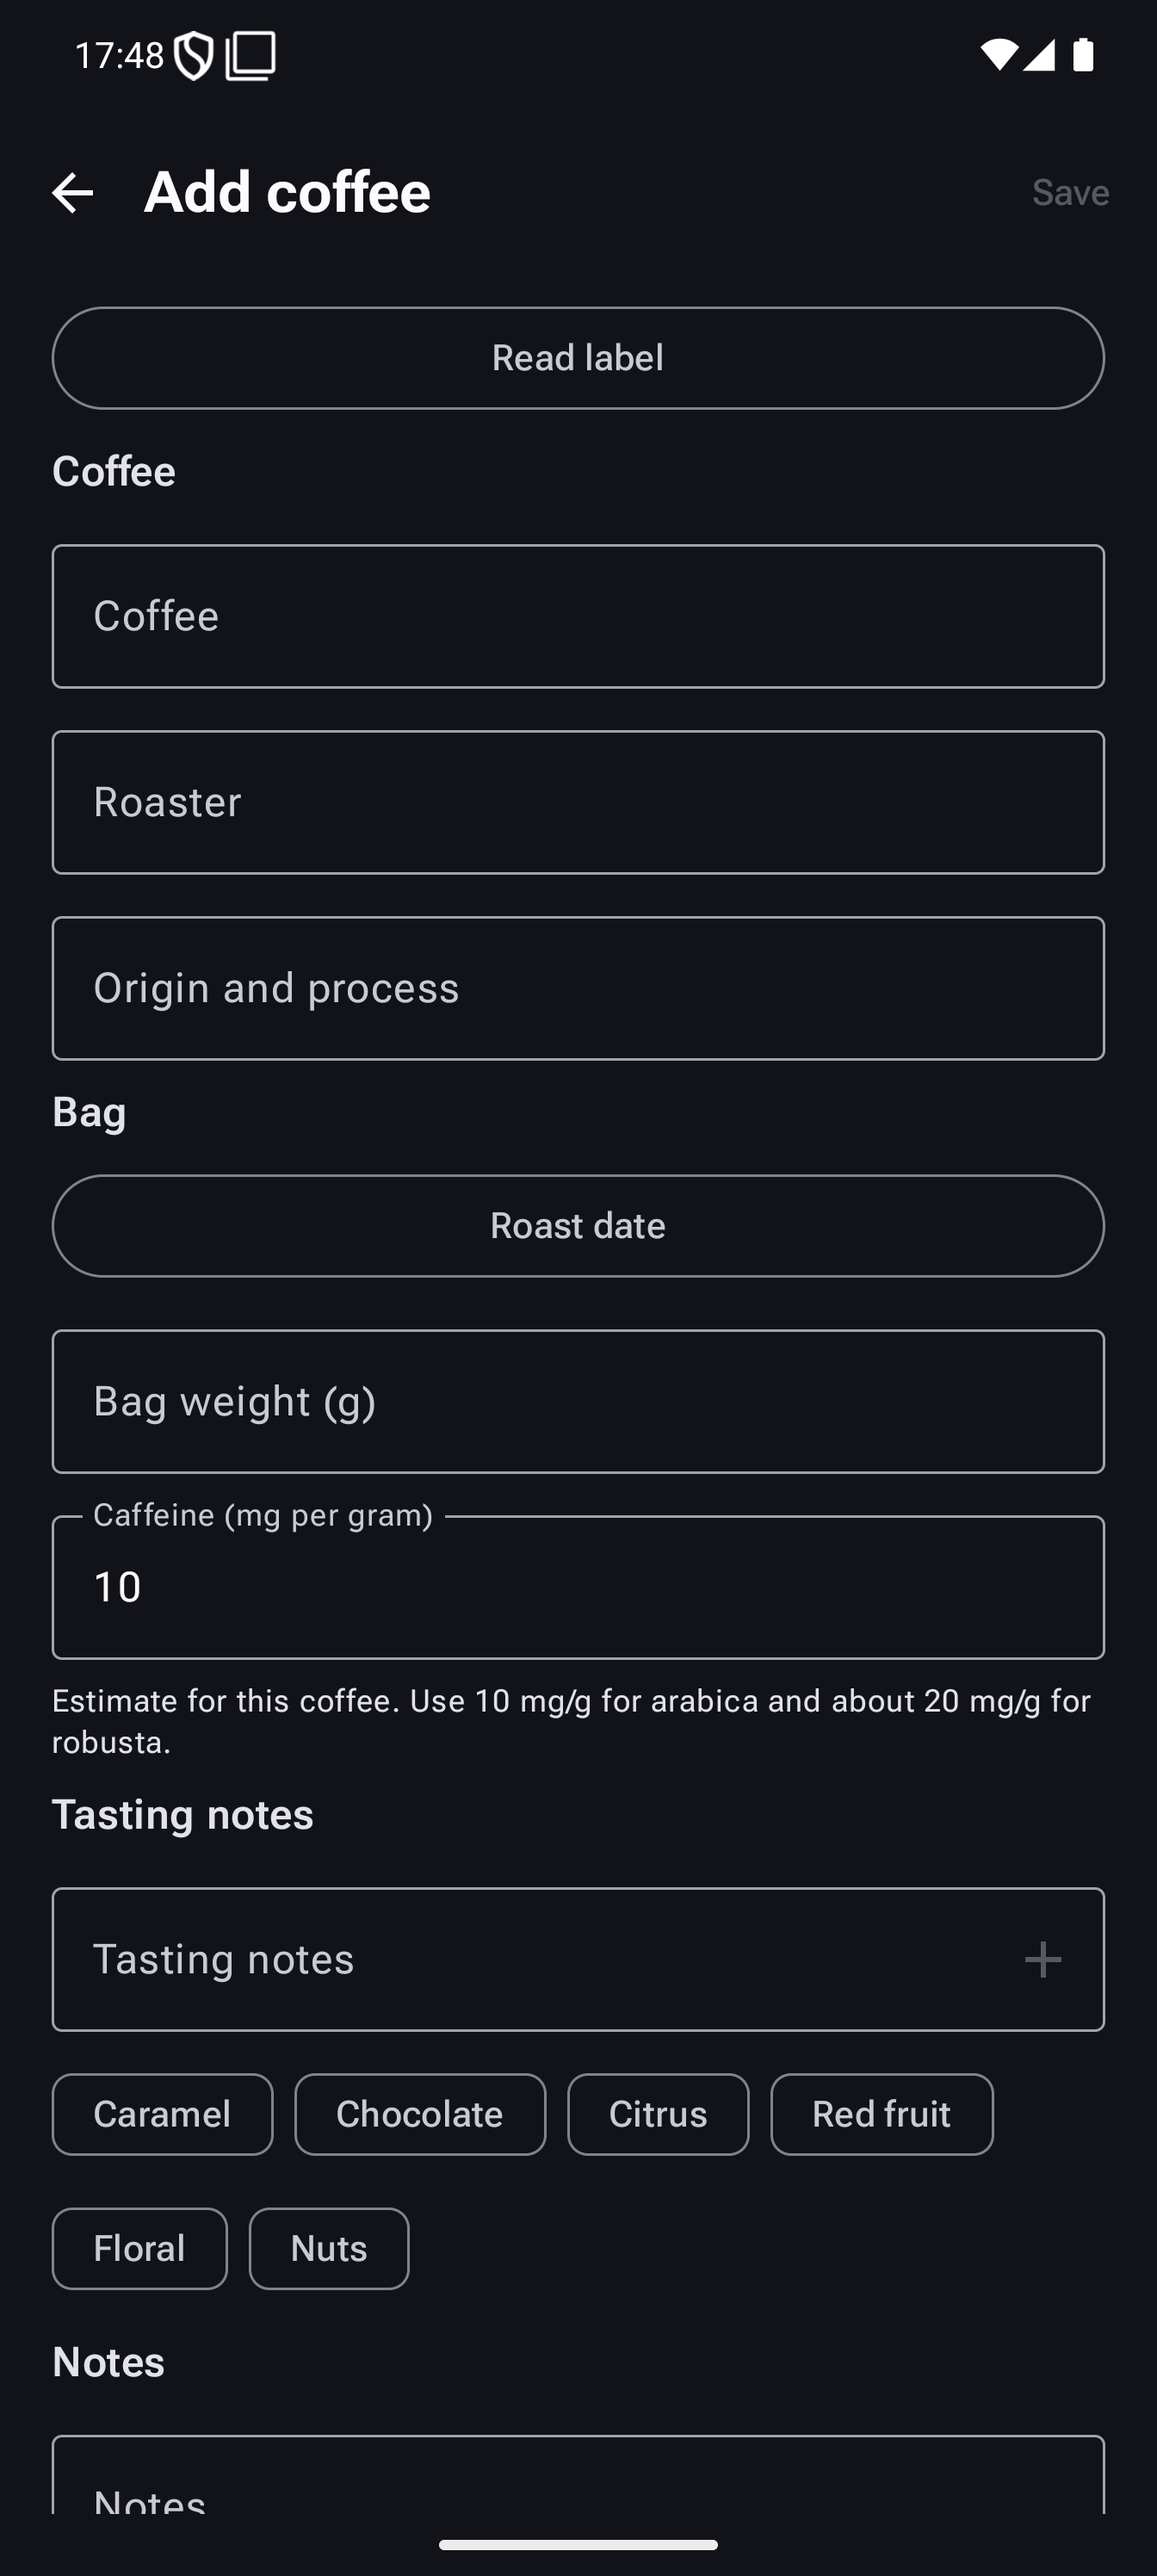 17:48
Add coffee
Save
Read label
Coffee
Coffee
Roaster
Origin and process
Bag
Roast date
Bag weight (g)
Caffeine (mg per gram)
10
Estimate for this coffee. Use 10 mg/g for arabica and about 20 mg/g for
robusta.
Tasting notes
Tasting notes
Caramel Chocolate Citrus Red fruit
Floral Nuts
Notes
Notes